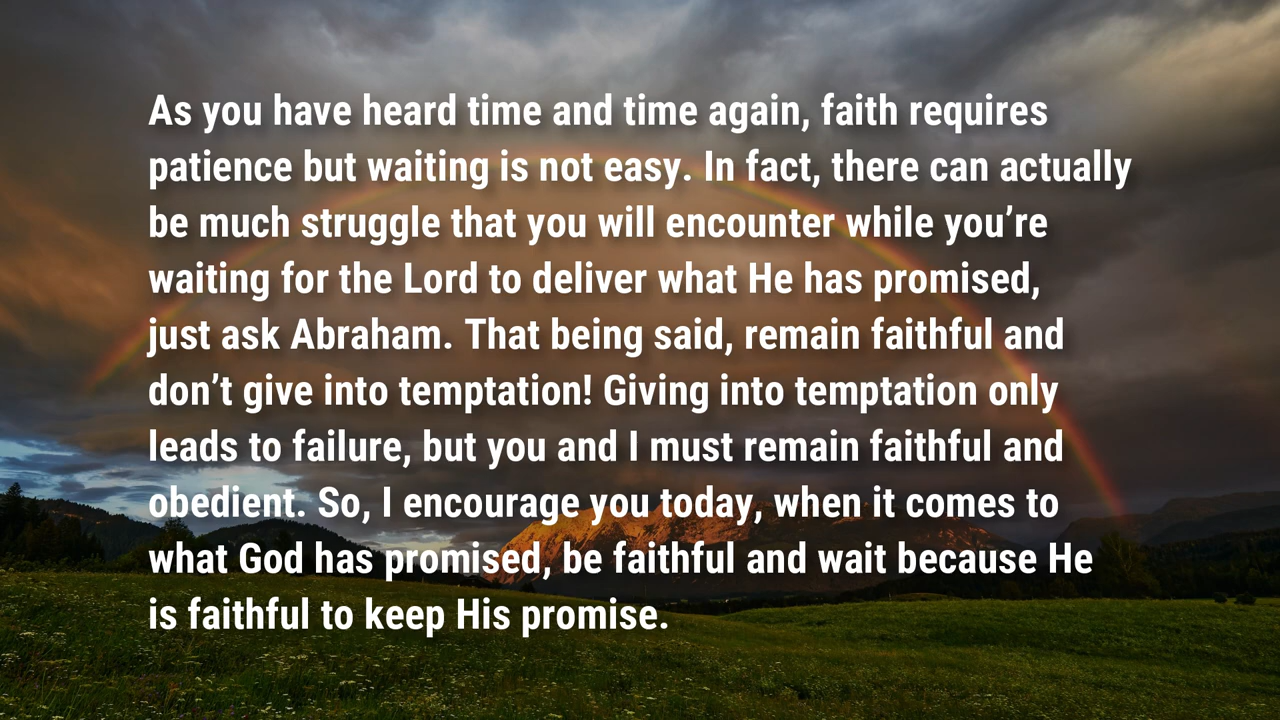 As you have heard time and time again, faith requires
patience but waiting is not easy. In fact, there can actually
be much struggle that you will encounter while you’re
waiting for the Lord to deliver what He has promised,
just ask Abraham. That being said, remain faithful and
don’t give into temptation! Giving into temptation only
leads to failure, but you and I must remain faithful and
obedient. So, I encourage you today, when it comes to
what God has promised, be faithful and wait because He
is faithful to keep His promise.